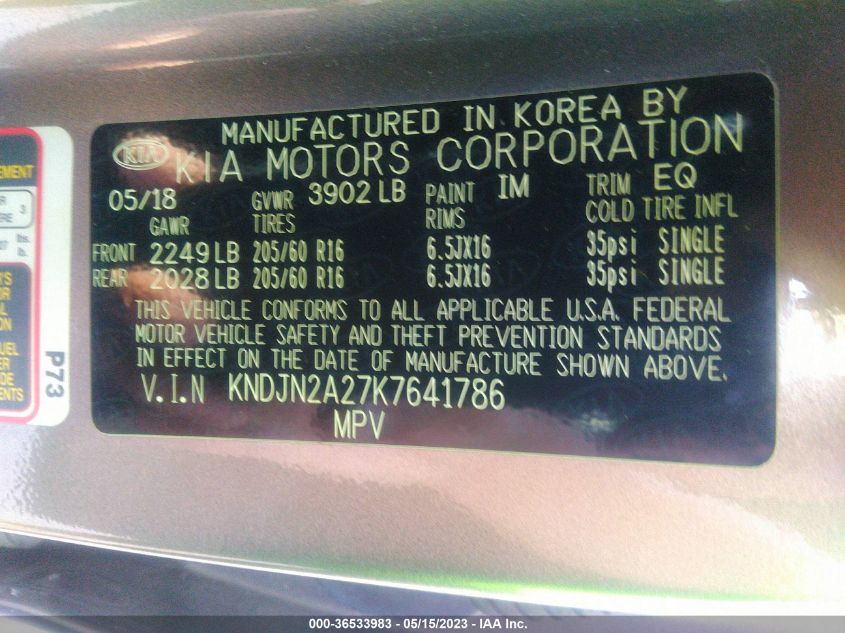 MANUFACTURED IN KOREA BY
KIA KIA MOTORS CORPORATION
05/18 GVWR 3902 LB PAINT IM TRIM EQ
GAWR TIRES RIMS COLD TIRE INFL
FRONT 2249 LB 205/60 R16 6.5JX16 35psi SINGLE
REAR 2028 LB 205/60 R16 6.5JX16 35psi SINGLE
THIS VEHICLE CONFORMS TO ALL APPLICABLE U.S.A. FEDERAL
MOTOR VEHICLE SAFETY AND THEFT PREVENTION STANDARDS
IN EFFECT ON THE DATE OF MANUFACTURE SHOWN ABOVE.
V.I.N KNDJN2A27K7641786
MPV
P73
3
lbs.
lb.
000-36533983 - 05/15/2023 - IAA Inc.